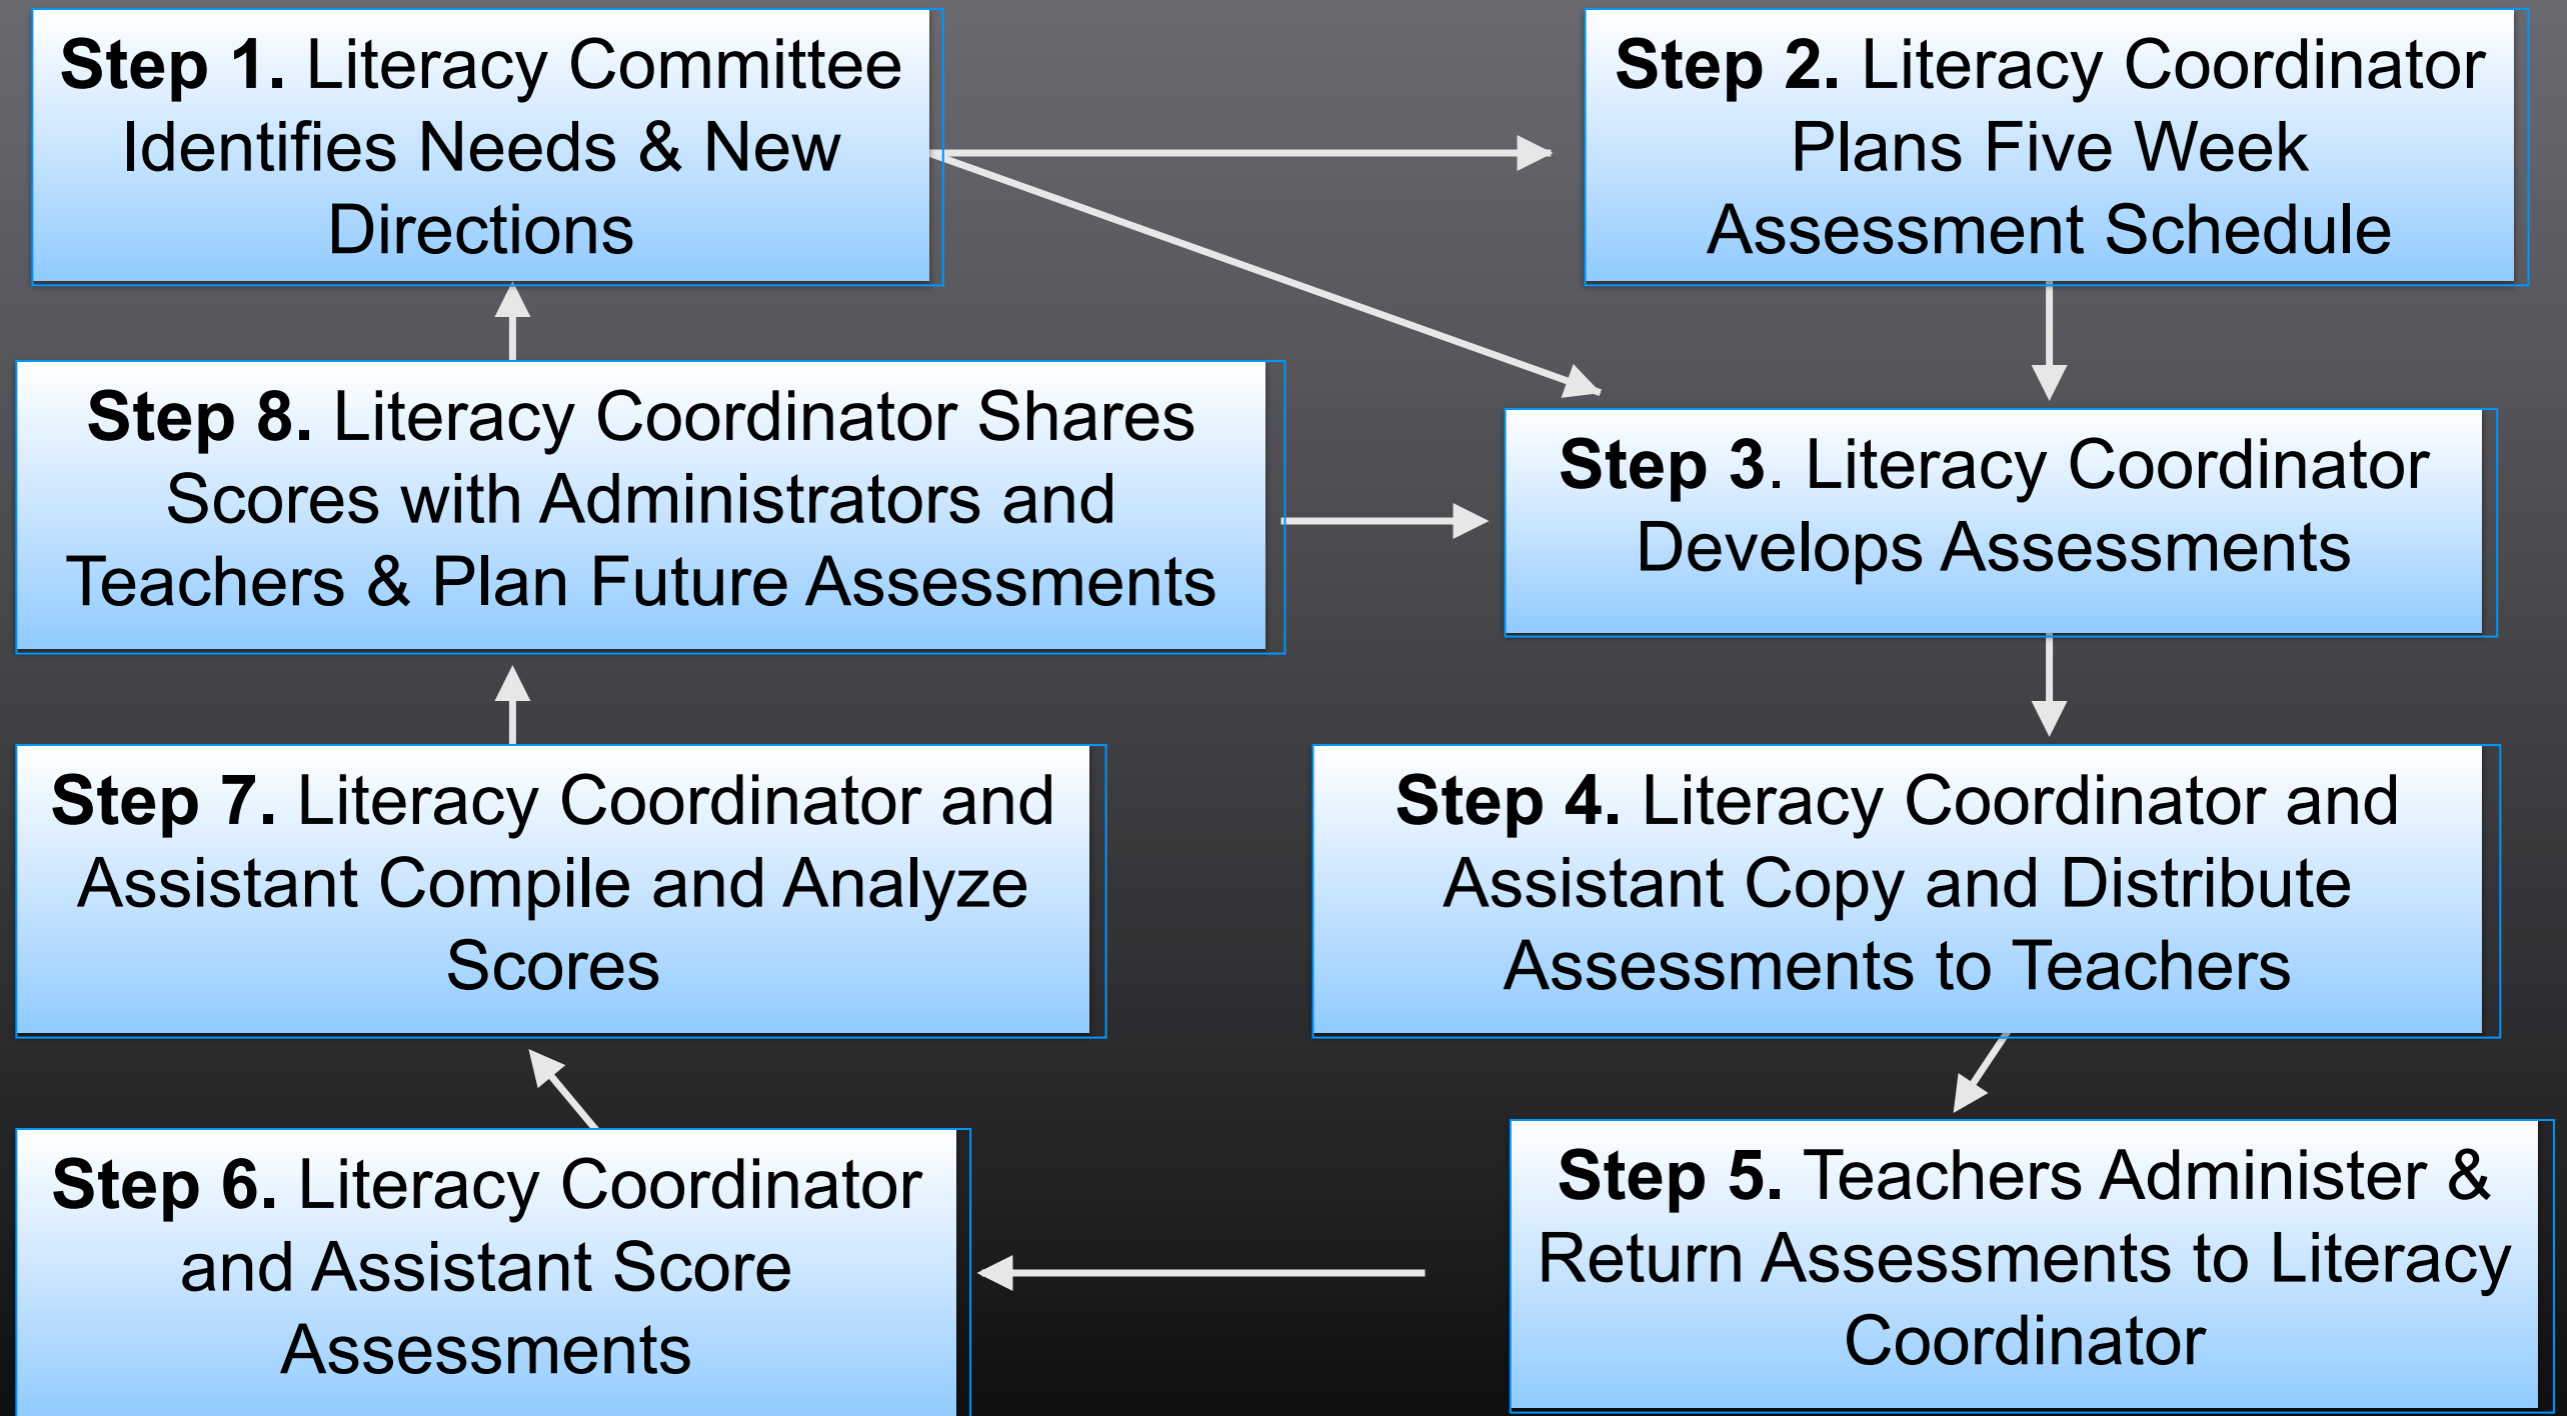 Step 1. Literacy Committee
Identifies Needs & New
Directions
Step 2. Literacy Coordinator
Plans Five Week
Assessment Schedule
Step 8. Literacy Coordinator Shares
Scores with Administrators and
Teachers & Plan Future Assessments
Step 3. Literacy Coordinator
Develops Assessments
Step 7. Literacy Coordinator and
Assistant Compile and Analyze
Scores
Step 4. Literacy Coordinator and
Assistant Copy and Distribute
Assessments to Teachers
Step 6. Literacy Coordinator
and Assistant Score
Assessments
Step 5. Teachers Administer &
Return Assessments to Literacy
Coordinator